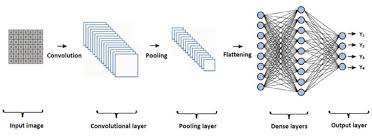 Convolution
Pooling
Flattening
Y₁
Y₂
Y₃
Y₄
Input image
Convolutional layer
Pooling layer
Dense layers
Output layer